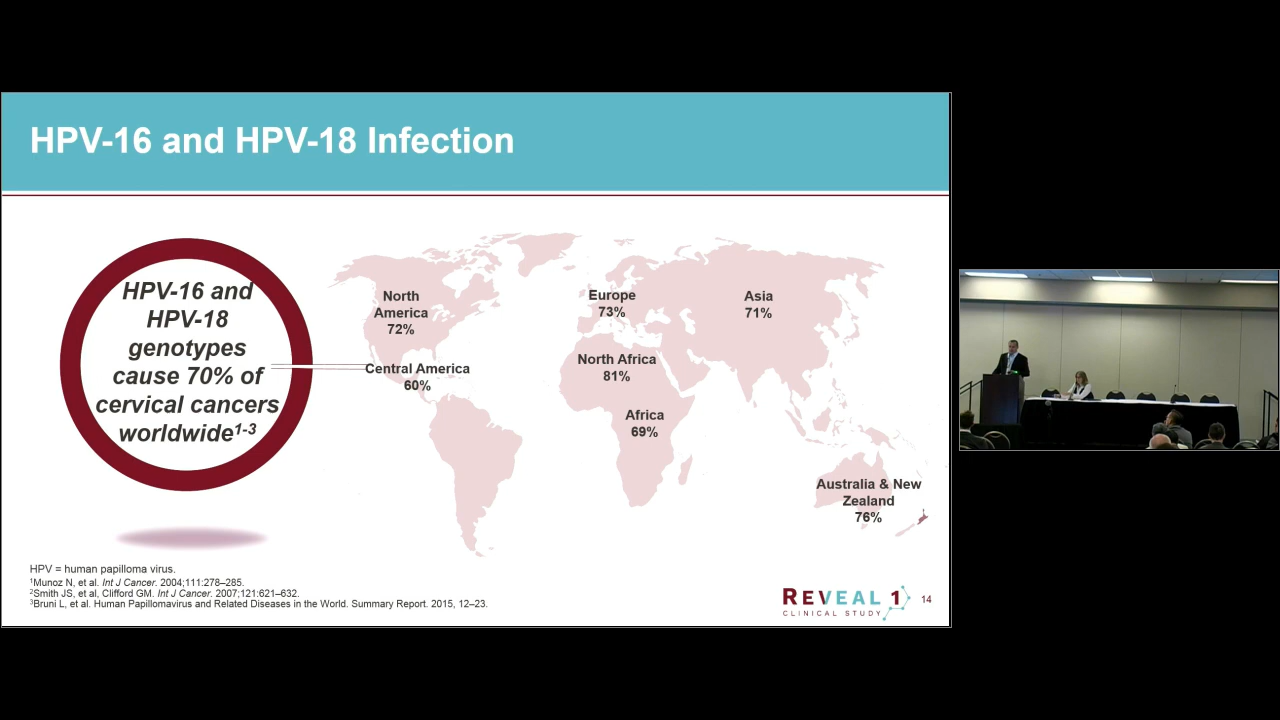 HPV-16 and HPV-18 Infection
HPV-16 and
HPV-18
genotypes
cause 70% of
cervical cancers
worldwide1-3
North
America
72%
Central America
60%
Europe
73%
Asia
71%
North Africa
81%
Africa
69%
Australia & New
Zealand
76%
HPV = human papilloma virus.
1Munoz N, et al. Int J Cancer. 2004;111:278–285.
2Smith JS, et al, Clifford GM. Int J Cancer. 2007;121:621–632.
3Bruni L, et al. Human Papillomavirus and Related Diseases in the World. Summary Report. 2015, 12–23.
REVEAL 1
CLINICAL STUDY
14